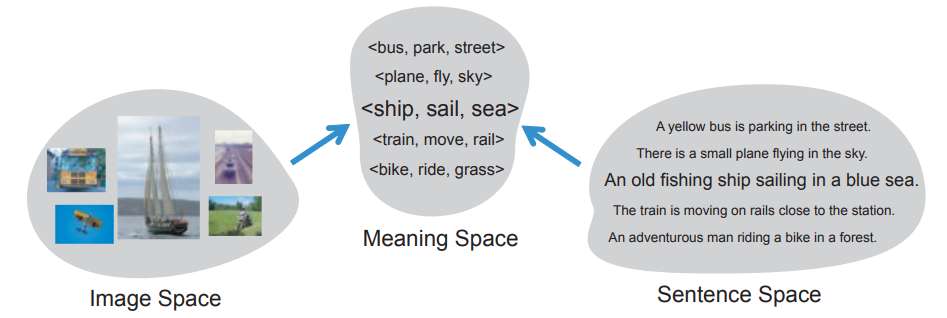 <bus, park, street>
<plane, fly, sky>
<ship, sail, sea>
<train, move, rail>
<bike, ride, grass>
Meaning Space
Image Space
A yellow bus is parking in the street.
There is a small plane flying in the sky.
An old fishing ship sailing in a blue sea.
The train is moving on rails close to the station.
An adventurous man riding a bike in a forest.
Sentence Space